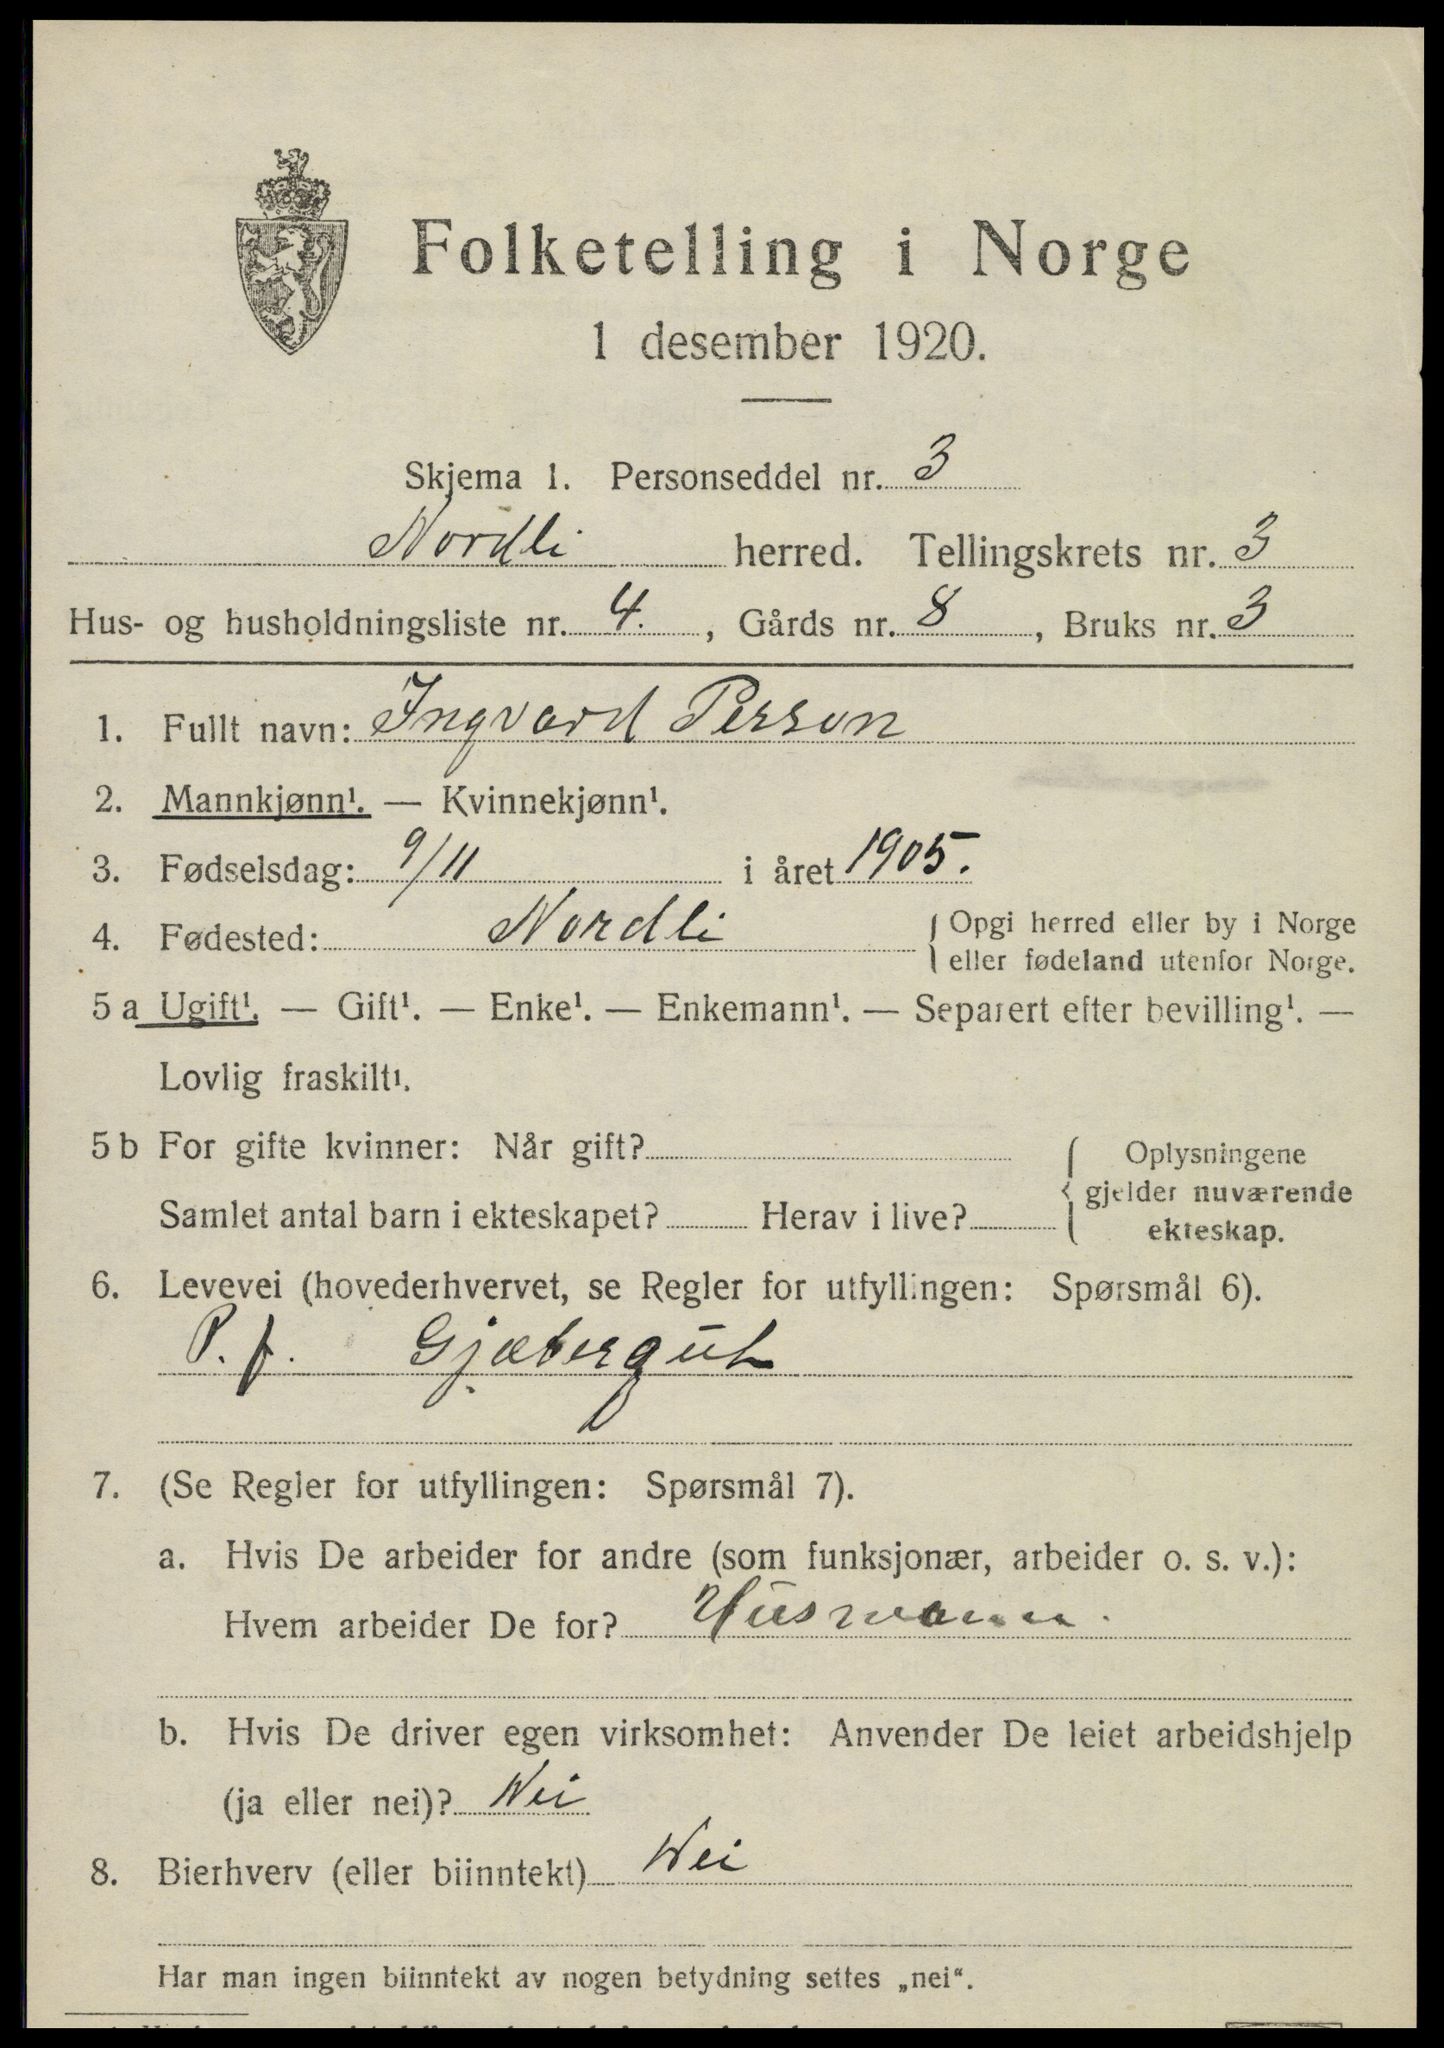 Folketelling i Norge
1 desember 1920.
Skjema 1. Personseddel nr. 3
Nordli herred. Tellingskrets nr. 3
Hus- og husholdningsliste nr. 4. , Gårds nr. 8 , Bruks nr. 3
1. Fullt navn: Ingvard Person
2. Mannkjønn¹. — Kvinnekjønn¹.
3. Fødselsdag: 9/11 i året 1905.
4. Fødested: Nordli { Opgi herred eller by i Norge
eller fødeland utenfor Norge.
5 a Ugift¹. — Gift¹. — Enke¹. — Enkemann¹. — Separert efter bevilling¹. —
Lovlig fraskilt¹.
5 b For gifte kvinner: Når gift?
Samlet antal barn i ekteskapet? Herav i live?
{ Oplysningene
gjelder nuværende
ekteskap.
6. Levevei (hovederhvervet, se Regler for utfyllingen: Spørsmål 6).
P. f. Gjætergut
7. (Se Regler for utfyllingen: Spørsmål 7).
a. Hvis De arbeider for andre (som funksjonær, arbeider o. s. v.):
Hvem arbeider De for? Husmann.
b. Hvis De driver egen virksomhet: Anvender De leiet arbeidshjelp
(ja eller nei)? Nei
8. Bierhverv (eller biinntekt) Nei
Har man ingen biinntekt av nogen betydning settes „nei“.